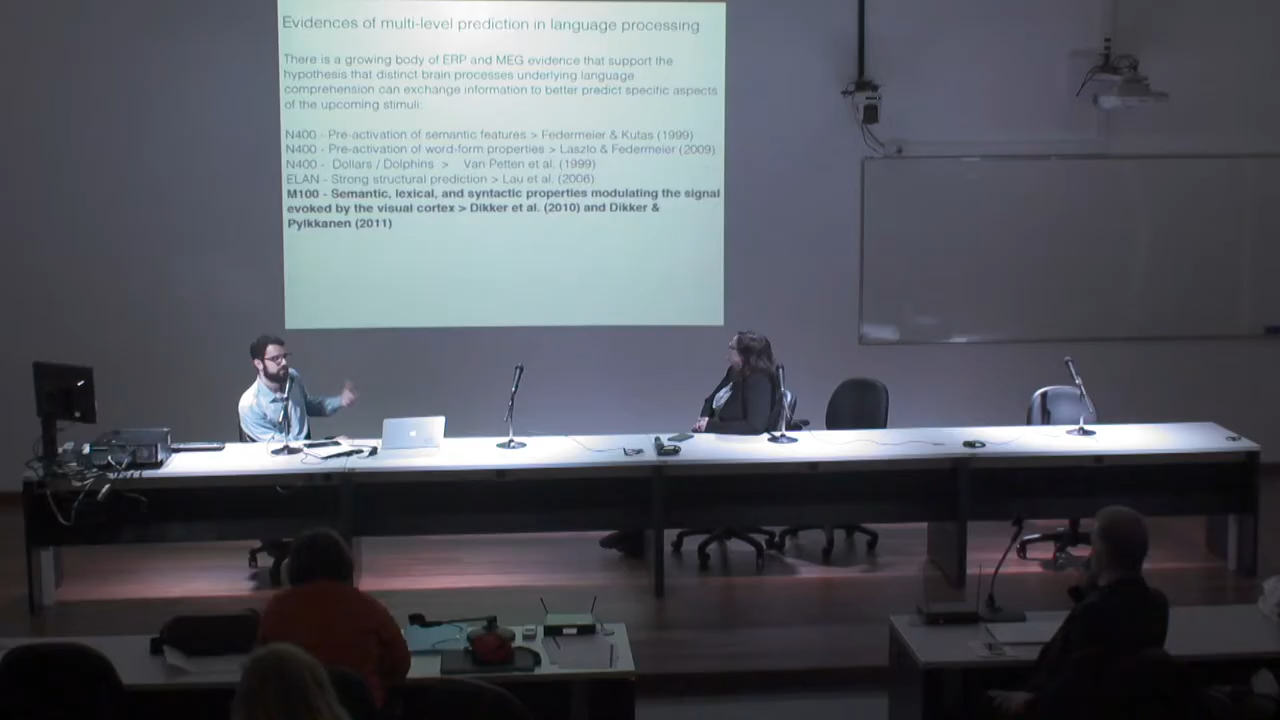 Evidences of multi-level prediction in language processing
There is a growing body of ERP and MEG evidence that support the
hypothesis that distinct brain processes underlying language
comprehension can exchange information to better predict specific aspects
of the upcoming stimuli:
N400 - Pre-activation of semantic features > Federmeier & Kutas (1999)
N400 - Pre-activation of word-form properties > Laszlo & Federmeier (2009)
N400 - Dollars / Dolphins > Van Petten et al. (1999)
ELAN - Strong structural prediction > Lau et al. (2006)
M100 - Semantic, lexical, and syntactic properties modulating the signal
evoked by the visual cortex > Dikker et al. (2010) and Dikker &
Pylkkanen (2011)